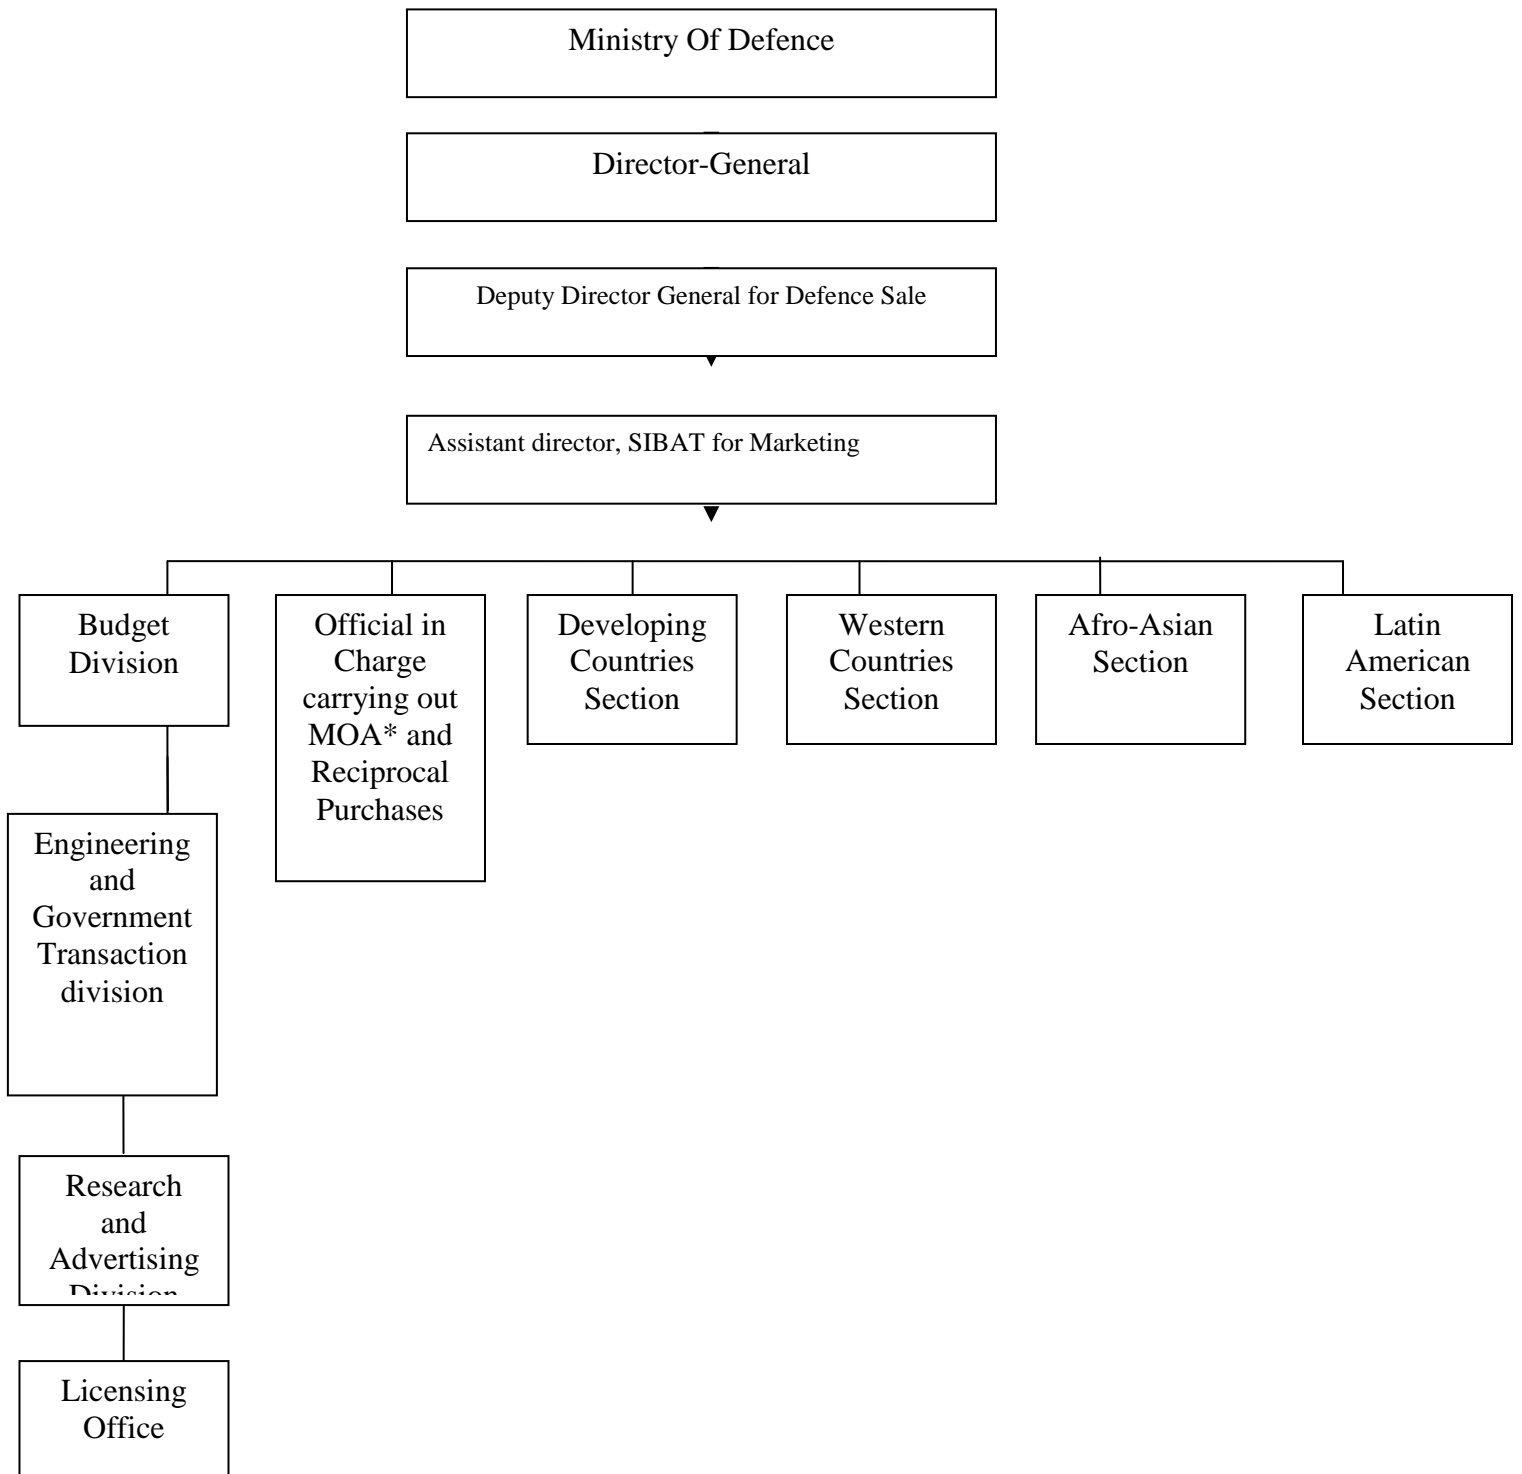 Ministry Of Defence
Director-General
Deputy Director General for Defence Sale
Assistant director, SIBAT for Marketing
Budget
Division
Official in
Charge
carrying out
MOA* and
Reciprocal
Purchases
Developing
Countries
Section
Western
Countries
Section
Afro-Asian
Section
Latin
American
Section
Engineering
and
Government
Transaction
division
Research
and
Advertising
Division
Licensing
Office